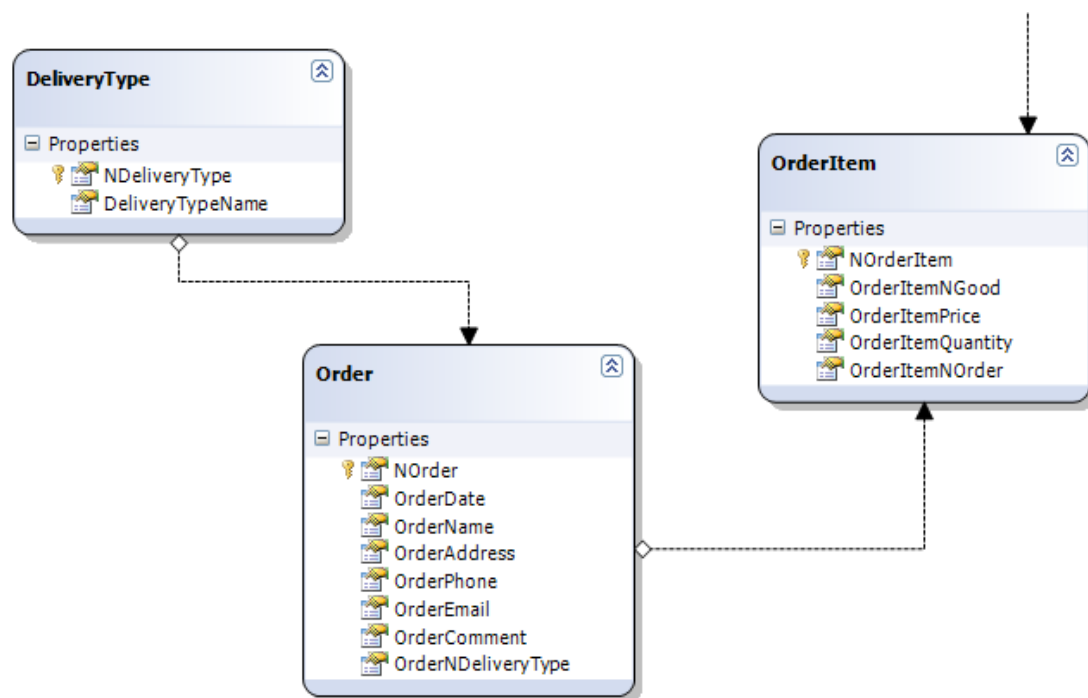 DeliveryType
Properties
NDeliveryType
DeliveryTypeName
OrderItem
Properties
NOrderItem
OrderItemNGood
OrderItemPrice
OrderItemQuantity
OrderItemNOrder
Order
Properties
NOrder
OrderDate
OrderName
OrderAddress
OrderPhone
OrderEmail
OrderComment
OrderNDeliveryType